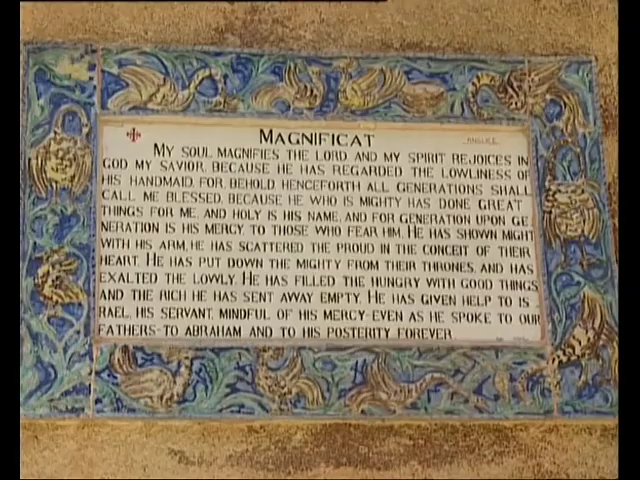 MAGNIFICAT
ANGLICE
MY SOUL MAGNIFIES THE LORD AND MY SPIRIT REJOICES IN
GOD MY SAVIOR. BECAUSE HE HAS REGARDED THE LOWLINESS OF
HIS HANDMAID. FOR, BEHOLD, HENCEFORTH ALL GENERATIONS SHALL
CALL ME BLESSED. BECAUSE HE WHO IS MIGHTY HAS DONE GREAT
THINGS FOR ME, AND HOLY IS HIS NAME, AND FOR GENERATION UPON GE
NERATION IS HIS MERCY, TO THOSE WHO FEAR HIM. HE HAS SHOWN MIGHT
WITH HIS ARM, HE HAS SCATTERED THE PROUD IN THE CONCEIT OF THEIR
HEART. HE HAS PUT DOWN THE MIGHTY FROM THEIR THRONES, AND HAS
EXALTED THE LOWLY. HE HAS FILLED THE HUNGRY WITH GOOD THINGS
AND THE RICH HE HAS SENT AWAY EMPTY. HE HAS GIVEN HELP TO IS
RAEL, HIS SERVANT, MINDFUL OF HIS MERCY-EVEN AS HE SPOKE TO OUR
FATHERS-TO ABRAHAM AND TO HIS POSTERITY FOREVER.